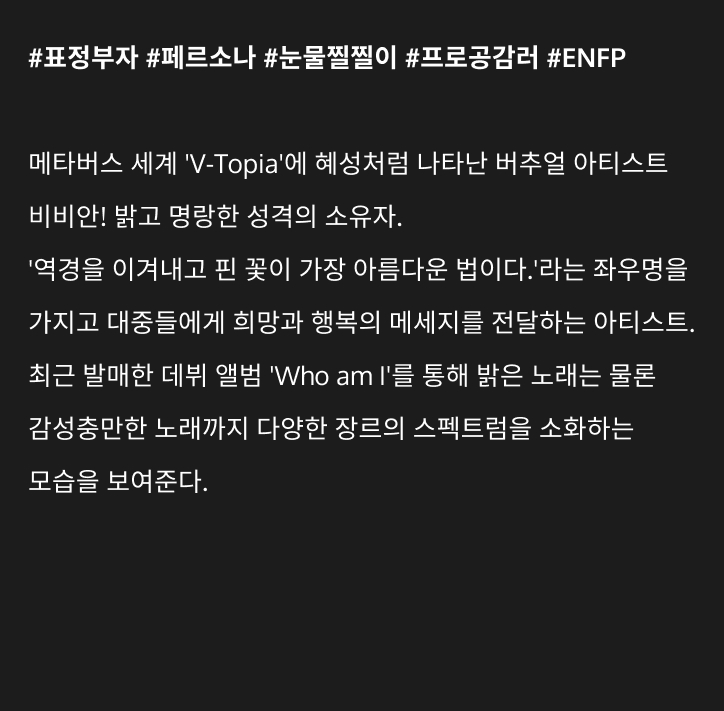 #표정부자 #페르소나 #눈물찔찔이 #프로공감러 #ENFP
메타버스 세계 'V-Topia'에 혜성처럼 나타난 버추얼 아티스트
비비안! 밝고 명랑한 성격의 소유자.
'역경을 이겨내고 핀 꽃이 가장 아름다운 법이다.'라는 좌우명을
가지고 대중들에게 희망과 행복의 메세지를 전달하는 아티스트.
최근 발매한 데뷔 앨범 'Who am I'를 통해 밝은 노래는 물론
감성충만한 노래까지 다양한 장르의 스펙트럼을 소화하는
모습을 보여준다.